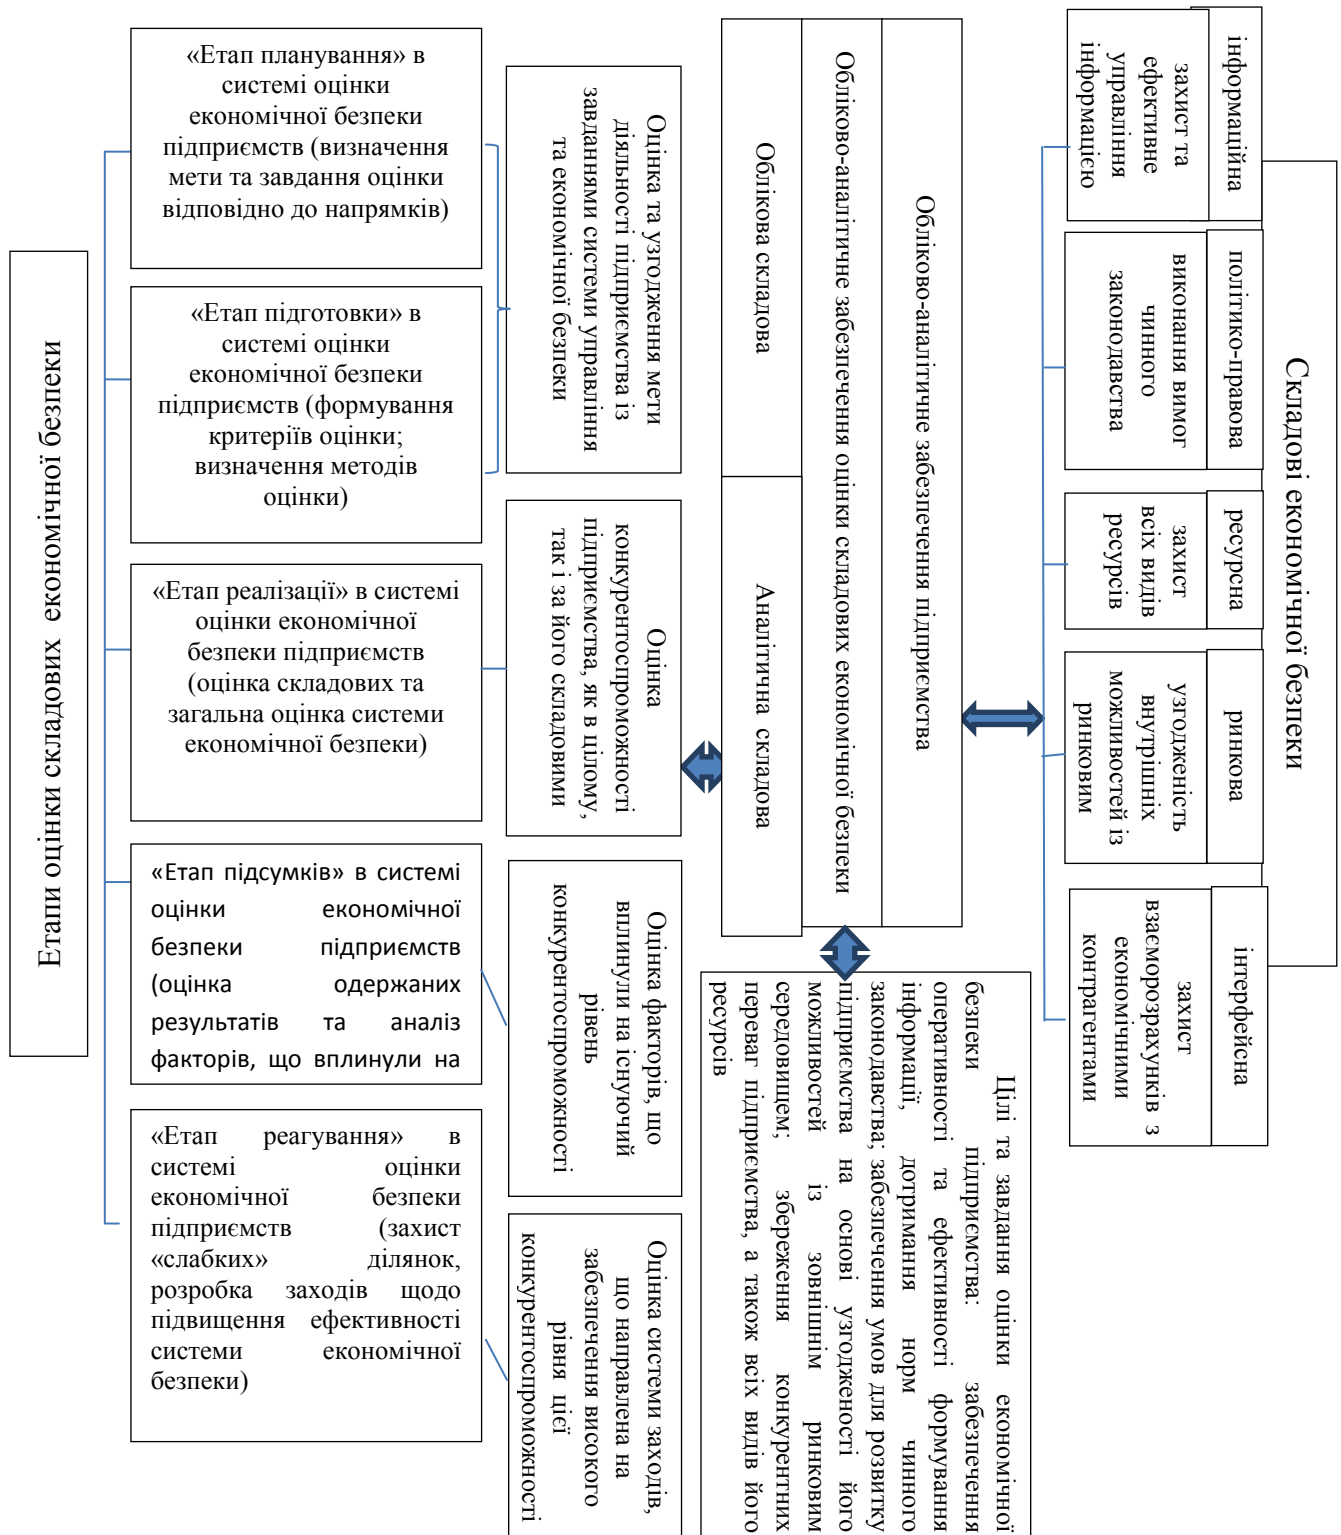 Складові економічної безпеки
інформаційна
захист та
ефективне
управління
інформацією
політико-правова
виконання вимог
чинного
законодавства
ресурсна
захист
всіх видів
ресурсів
ринкова
узгодженість
внутрішніх
можливостей із
ринковим
інтерфейсна
захист
взаєморозрахунків з
економічними
контрагентами
Обліково-аналітичне забезпечення підприємства
Обліково-аналітичне забезпечення оцінки складових економічної безпеки
Облікова складова
Аналітична складова
Цілі та завдання оцінки економічної
безпеки підприємства: забезпечення
оперативності та ефективності формування
інформації, дотримання норм чинного
законодавства; забезпечення умов для розвитку
підприємства на основі узгодженості його
можливостей із зовнішнім ринковим
середовищем; збереження конкурентних
переваг підприємства, а також всіх видів його
ресурсів
Оцінка та узгодження мети
діяльності підприємства із
завданнями системи управління
та економічної безпеки
Оцінка
конкурентоспроможності
підприємства, як в цілому,
так і за його складовими
Оцінка факторів, що
вплинули на існуючий
рівень
конкурентоспроможності
Оцінка системи заходів,
що направлена на
забезпечення високого
рівня цієї
конкурентоспроможності
«Етап планування» в
системі оцінки
економічної безпеки
підприємств (визначення
мети та завдання оцінки
відповідно до напрямків)
«Етап підготовки» в
системі оцінки
економічної безпеки
підприємств (формування
критеріїв оцінки;
визначення методів
оцінки)
«Етап реалізації» в системі
оцінки економічної
безпеки підприємств
(оцінка складових та
загальна оцінка системи
економічної безпеки)
«Етап підсумків» в системі
оцінки економічної
безпеки підприємств
(оцінка одержаних
результатів та аналіз
факторів, що вплинули на
«Етап реагування» в
системі оцінки
економічної безпеки
підприємств (захист
«слабких» ділянок,
розробка заходів щодо
підвищення ефективності
системи економічної
безпеки)
Етапи оцінки складових економічної безпеки